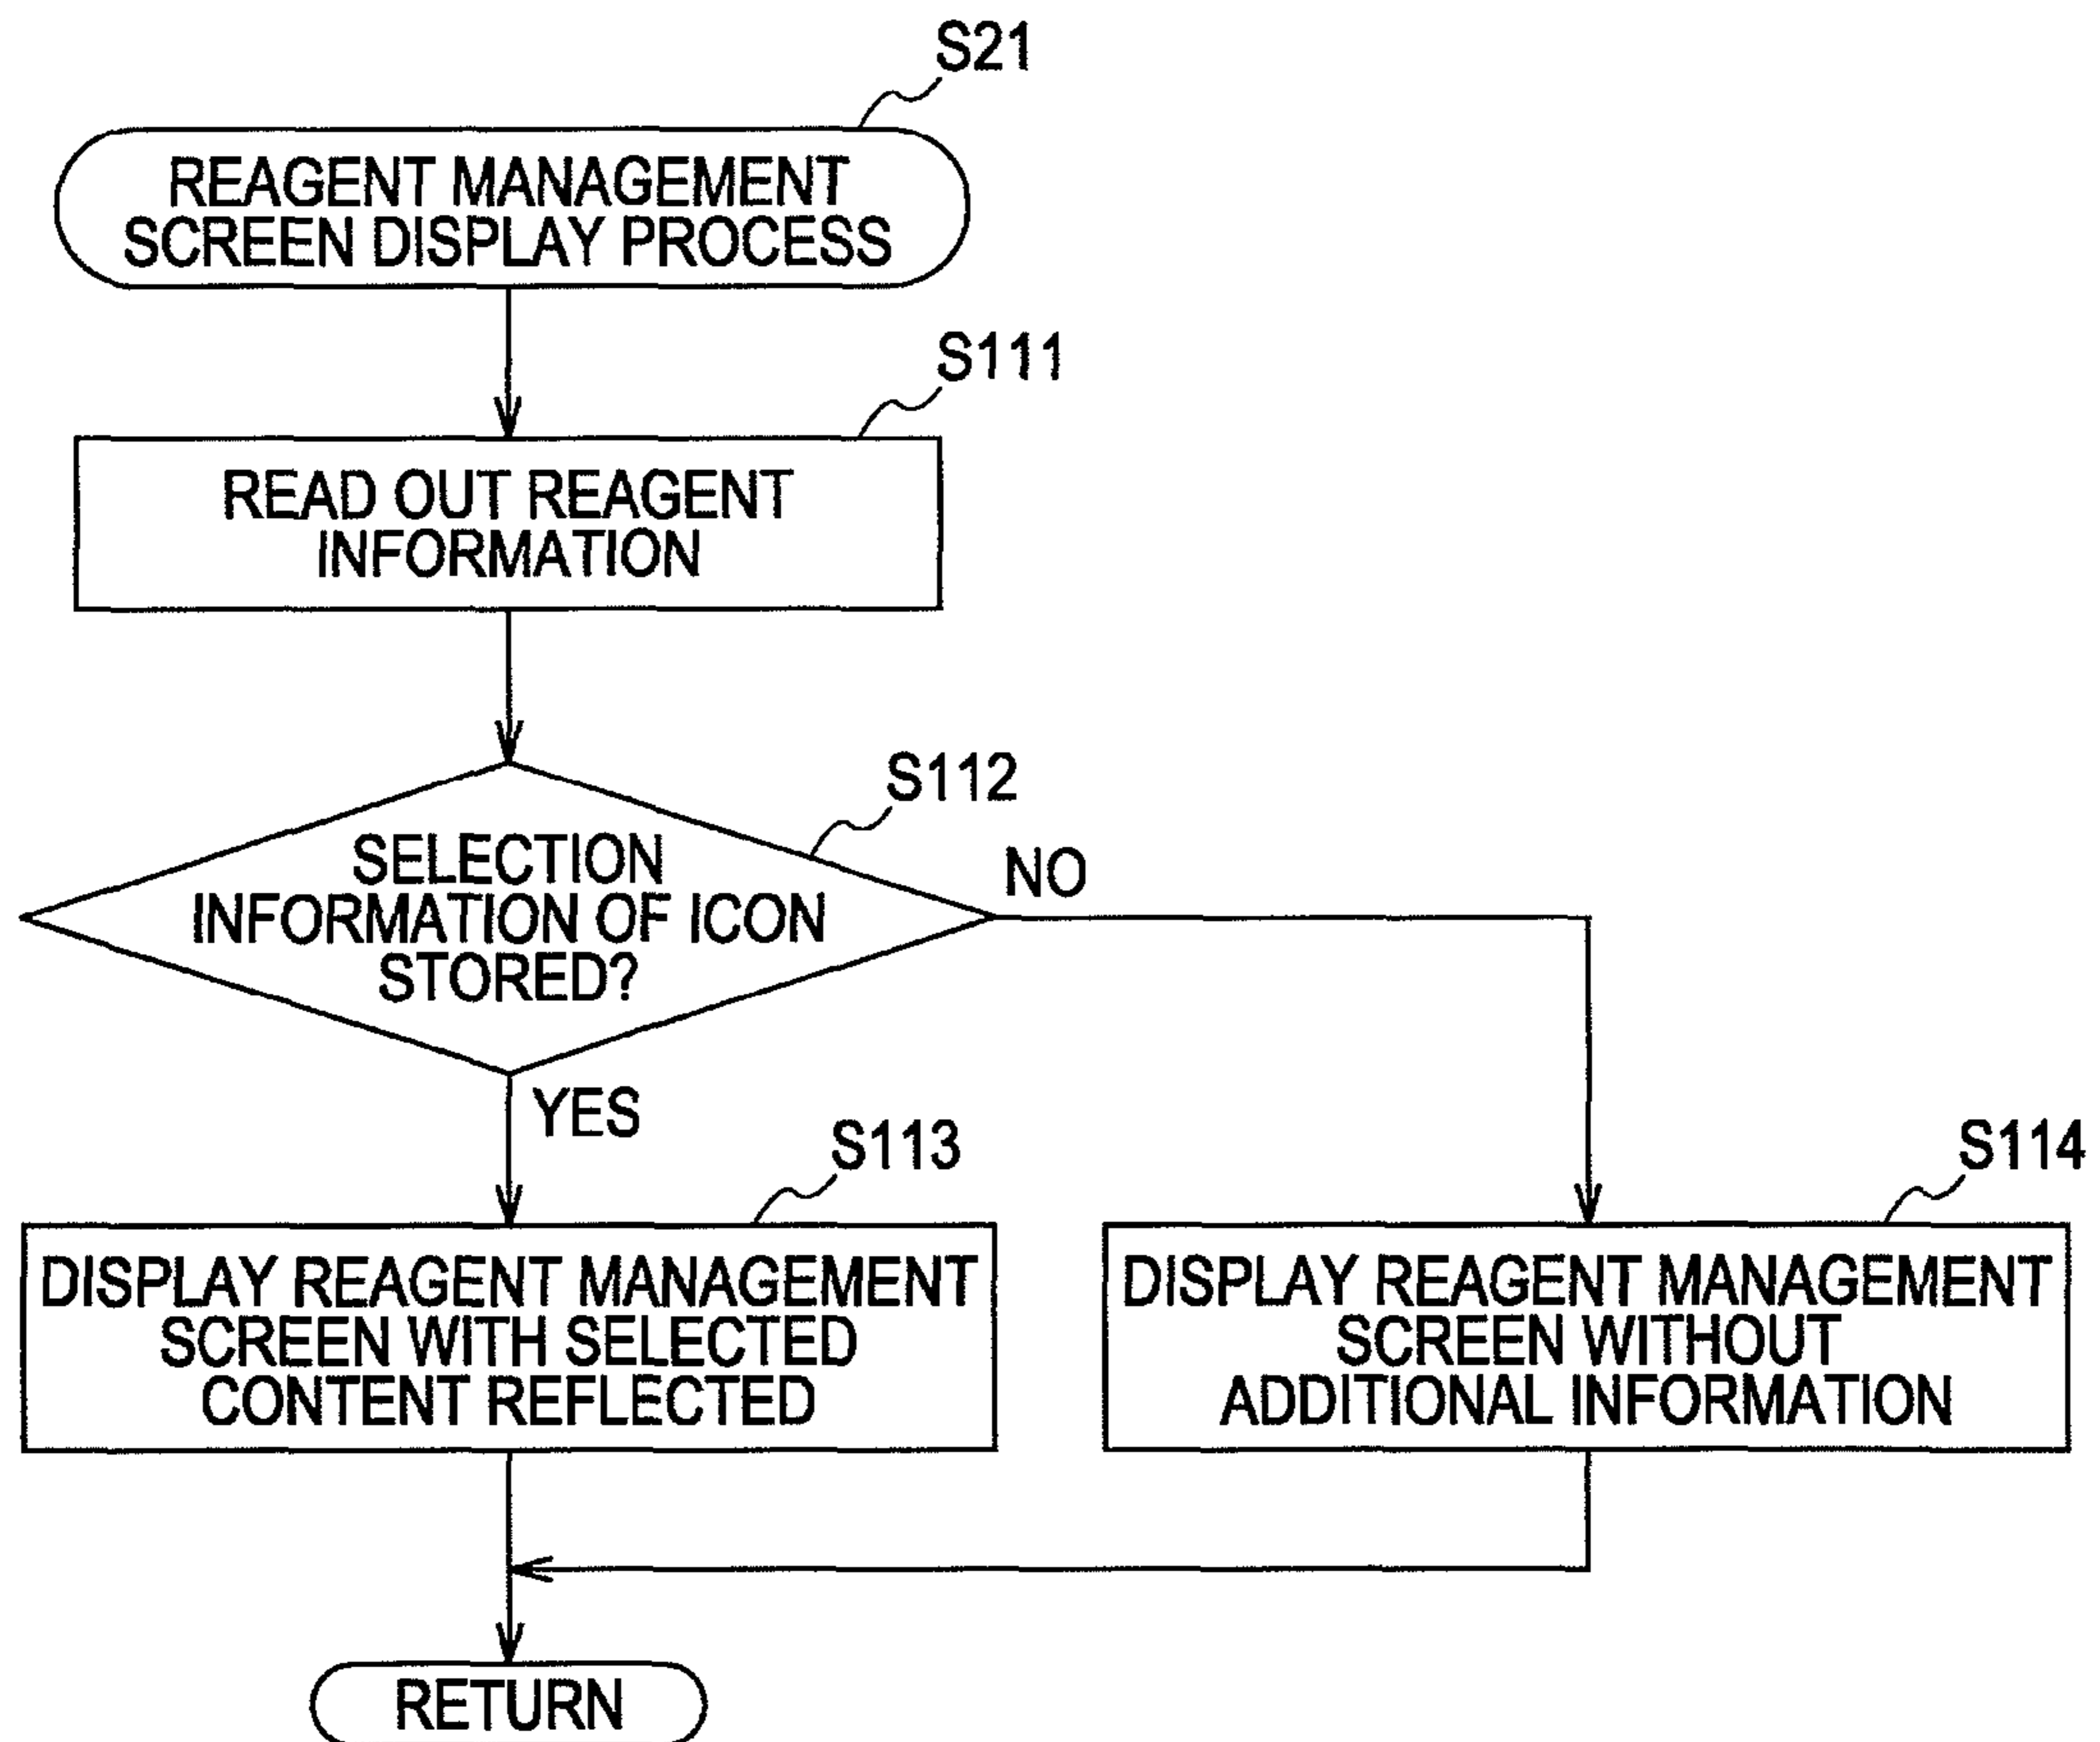 S21
REAGENT MANAGEMENT
SCREEN DISPLAY PROCESS
S111
READ OUT REAGENT
INFORMATION
S112
SELECTION
INFORMATION OF ICON
STORED?
NO
YES
S113
DISPLAY REAGENT MANAGEMENT
SCREEN WITH SELECTED
CONTENT REFLECTED
S114
DISPLAY REAGENT MANAGEMENT
SCREEN WITHOUT
ADDITIONAL INFORMATION
RETURN